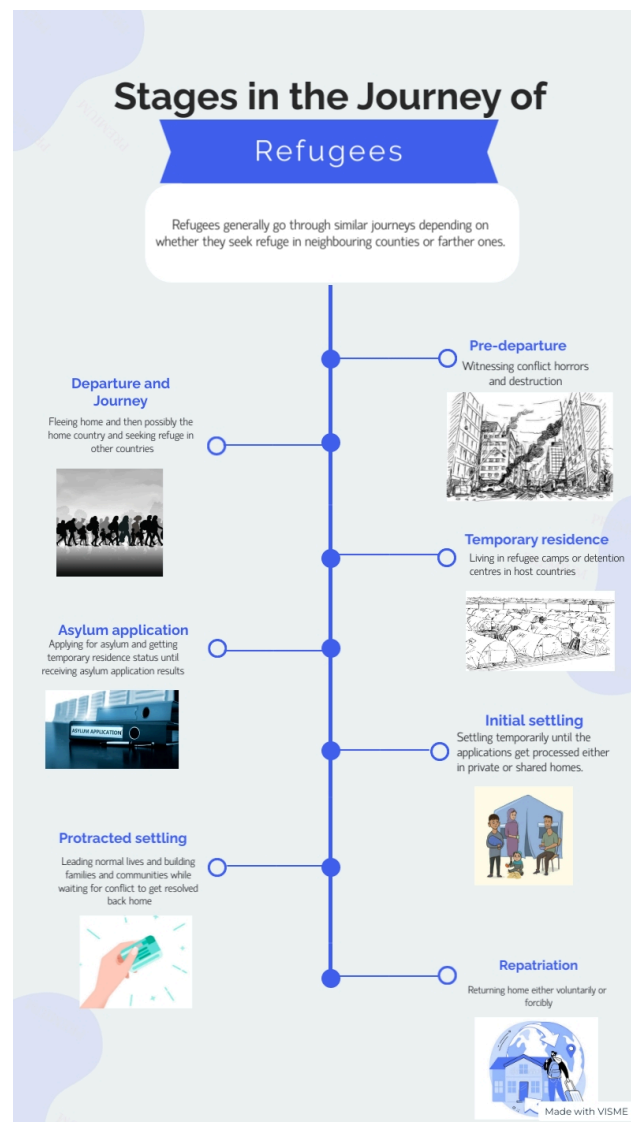 Stages in the Journey of
Refugees
Refugees generally go through similar journeys depending on
whether they seek refuge in neighbouring counties or farther ones.
Pre-departure
Witnessing conflict horrors
and destruction
Departure and
Journey
Fleeing home and then possibly the
home country and seeking refuge in
other countries
Temporary residence
Living in refugee camps or detention
centres in host countries
Asylum application
Applying for asylum and getting
temporary residence status until
receiving asylum application results
ASYLUM APPLICATION
Initial settling
Settling temporarily until the
applications get processed either
in private or shared homes.
Protracted settling
Leading normal lives and building
families and communities while
waiting for conflict to get resolved
back home
Repatriation
Returning home either voluntarily or
forcibly
Made with VISME